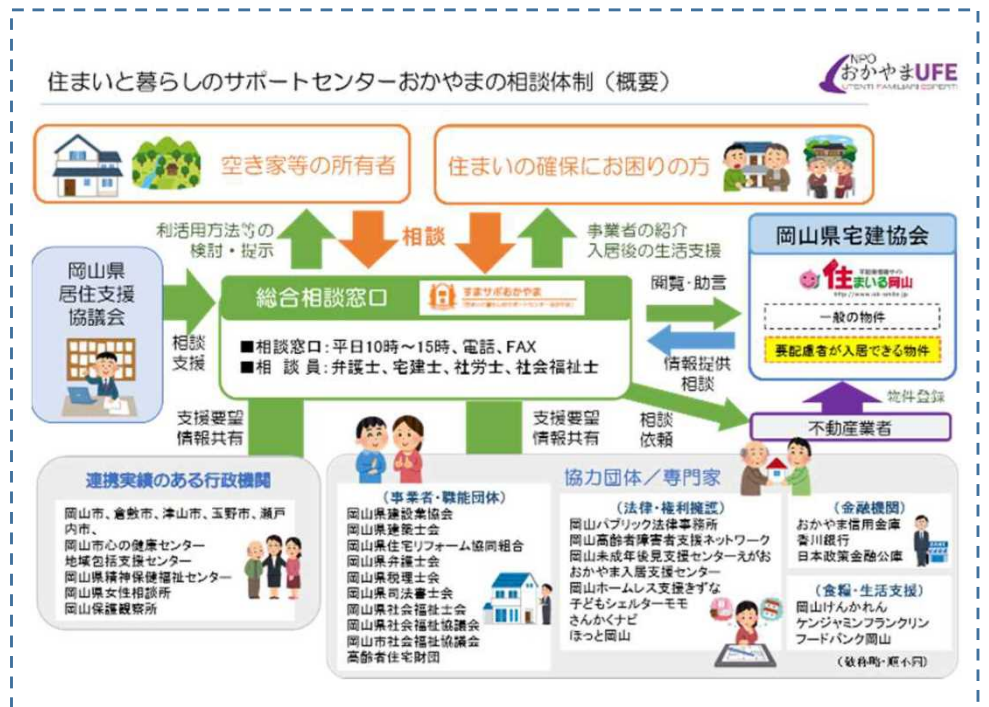 住まいと暮らしのサポートセンターおかやまの相談体制（概要）
NPO
おかやまUFE
UTENTI FAMILIARI ESPERTI
空き家等の所有者
住まいの確保にお困りの方
利活用方法等の
検討・提示
相談
事業者の紹介
入居後の生活支援
岡山県
居住支援
協議会
相談
支援
総合相談窓口
すまサポおかやま
■相談窓口：平日10時～15時、電話、FAX
■相 談 員：弁護士、宅建士、社労士、社会福祉士
閲覧・助言
情報提供
相談
岡山県宅建協会
住まいる岡山
一般の物件
要配慮者が入居できる物件
物件登録
不動産業者
支援要望
情報共有
支援要望
情報共有
相談
依頼
連携実績のある行政機関
岡山市、倉敷市、津山市、玉野市、瀬戸
内市、
岡山市心の健康センター
地域包括支援センター
岡山県精神保健福祉センター
岡山県女性相談所
岡山保護観察所
協力団体／専門家
（事業者・職能団体）
岡山県建設業協会
岡山県建築士会
岡山県住宅リフォーム協同組合
岡山県弁護士会
岡山県税理士会
岡山県司法書士会
岡山県社会福祉士会
岡山県社会福祉協議会
岡山市社会福祉協議会
高齢者住宅財団
（法律・権利擁護）
岡山パブリック法律事務所
岡山高齢者障害者支援ネットワーク
岡山未成年後見支援センターえがお
おかやま入居支援センター
岡山ホームレス支援きずな
子どもシェルターモモ
さんかくナビ
ほっと岡山
（金融機関）
おかやま信用金庫
香川銀行
日本政策金融公庫
（食糧・生活支援）
岡山けんかれん
ケンジャミンフランクリン
フードバンク岡山
（敬称略・順不同）